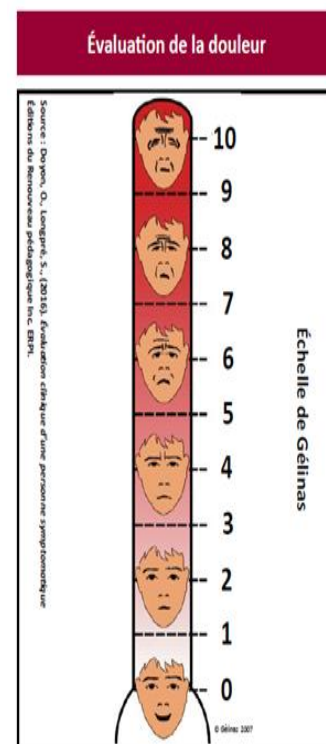 Évaluation de la douleur
Source : Doyon, O., Longpré, S., (2016). Évaluation clinique d'une personne symptomatique
Éditions du Renouveau pédagogique Inc. ERPI.
10
9
8
7
6
5
4
3
2
1
0
Échelle de Gélinas
© Gélinas 2007